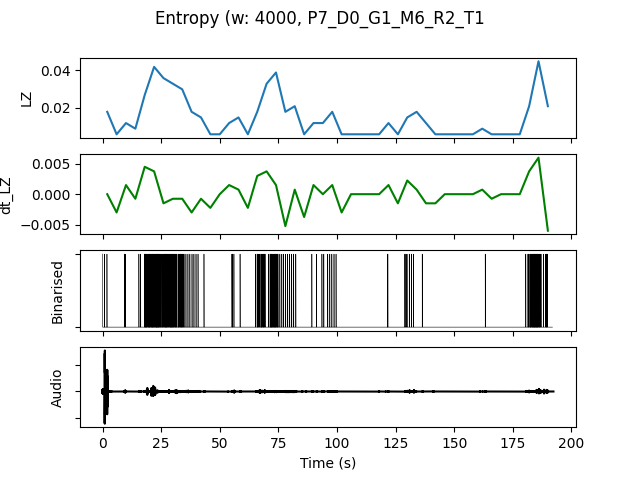 Entropy (w: 4000, P7_D0_G1_M6_R2_T1
LZ
0.04
0.02
dt_LZ
0.005
0.000
−0.005
Binarised
Audio
0 25 50 75 100 125 150 175 200
Time (s)